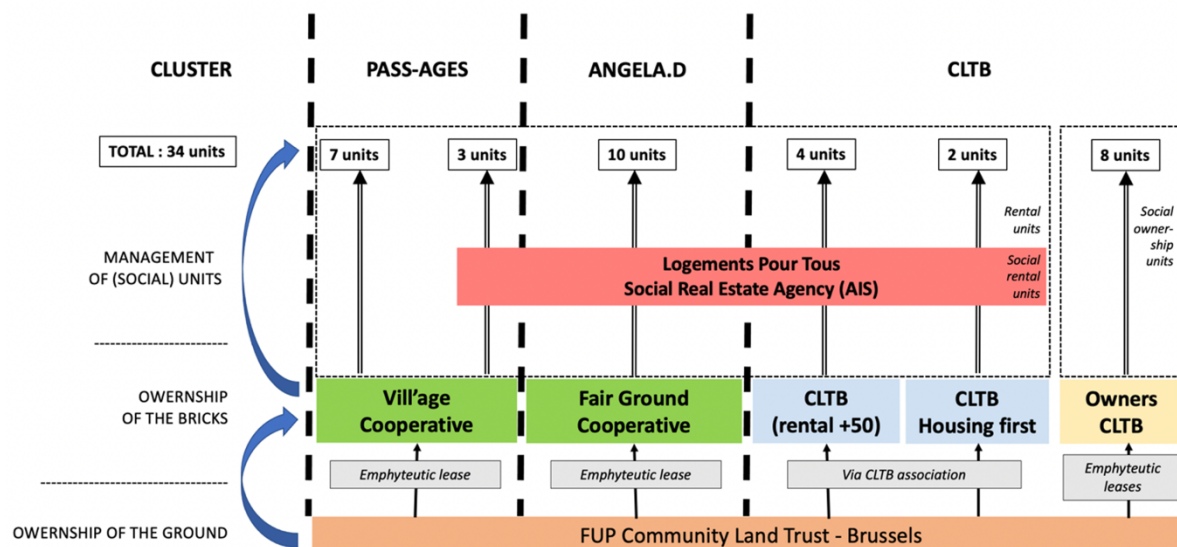 CLUSTER
PASS-AGES
ANGELA.D
CLTB
TOTAL : 34 units
7 units
3 units
10 units
4 units
2 units
8 units
Rental
units
Social
owner-
ship
units
MANAGEMENT
OF (SOCIAL) UNITS
Logements Pour Tous
Social Real Estate Agency (AIS)
Social
rental
units
OWERNSHIP
OF THE BRICKS
Vill’age
Cooperative
Fair Ground
Cooperative
CLTB
(rental +50)
CLTB
Housing first
Owners
CLTB
Emphyteutic lease
Emphyteutic lease
Via CLTB association
Emphyteutic
leases
OWERNSHIP OF THE GROUND
FUP Community Land Trust - Brussels